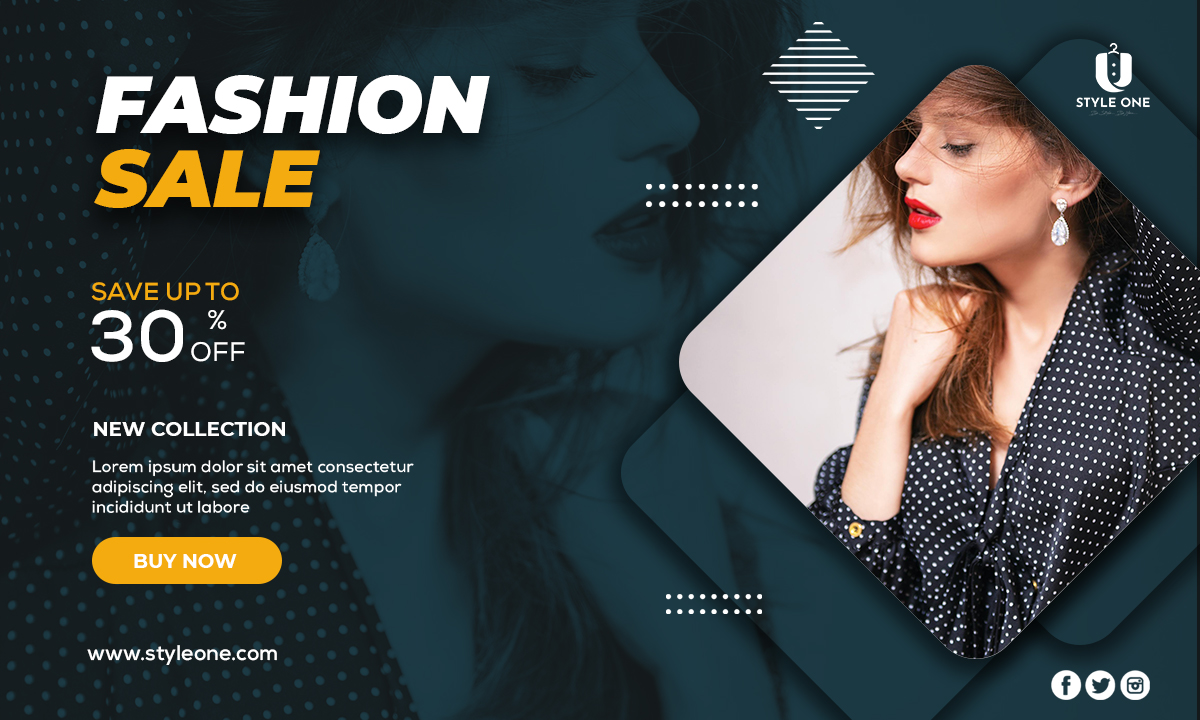 FASHION
SALE
STYLE ONE
SAVE UP TO
30 %
OFF
NEW COLLECTION
Lorem ipsum dolor sit amet consectetur
adipiscing elit, sed do eiusmod tempor
incididunt ut labore
BUY NOW
www.styleone.com